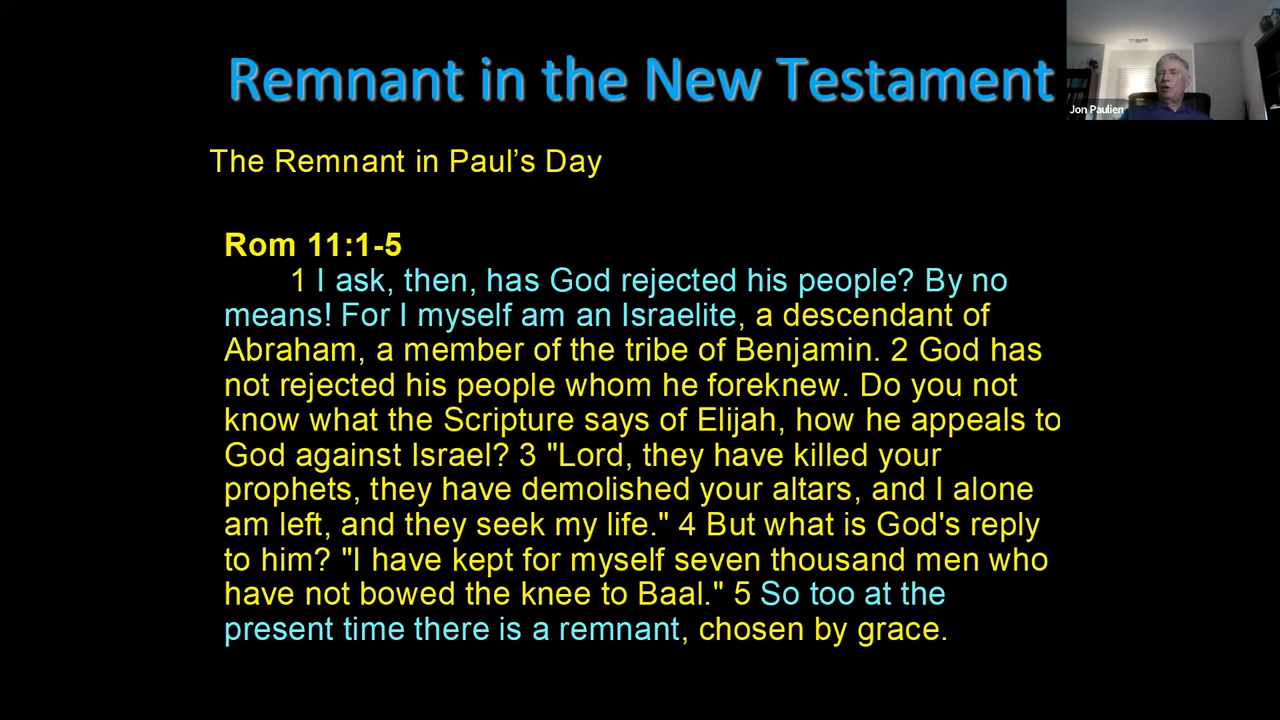 Remnant in the New Testament
Jon Paulien
The Remnant in Paul's Day
Rom 11:1-5
1 I ask, then, has God rejected his people? By no
means! For I myself am an Israelite, a descendant of
Abraham, a member of the tribe of Benjamin. 2 God has
not rejected his people whom he foreknew. Do you not
know what the Scripture says of Elijah, how he appeals to
God against Israel? 3 "Lord, they have killed your
prophets, they have demolished your altars, and I alone
am left, and they seek my life." 4 But what is God's reply
to him? "I have kept for myself seven thousand men who
have not bowed the knee to Baal." 5 So too at the
present time there is a remnant, chosen by grace.